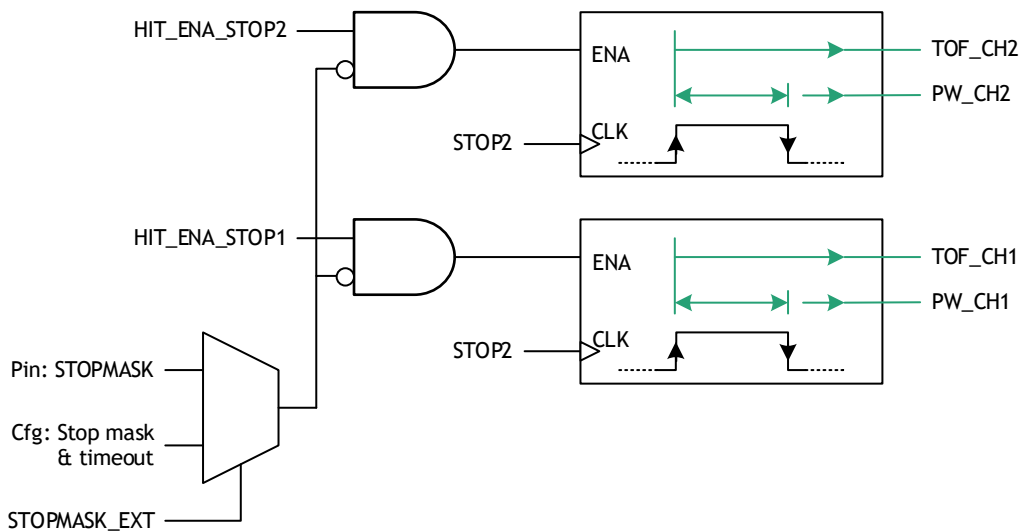 HIT_ENA_STOP2
ENA
TOF_CH2
PW_CH2
STOP2
CLK
HIT_ENA_STOP1
ENA
TOF_CH1
PW_CH1
STOP2
CLK
Pin: STOPMASK
Cfg: Stop mask
& timeout
STOPMASK_EXT